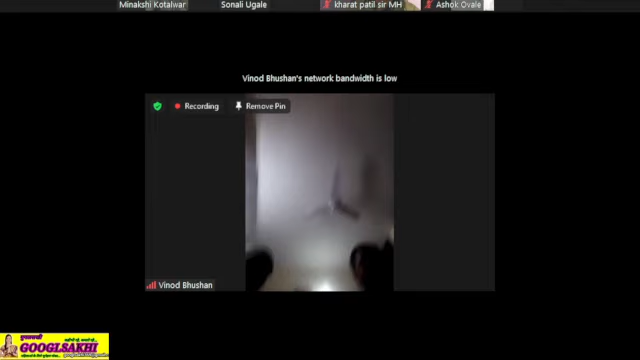 Minakshi Kotalwar
Sonali Ugale
kharat patil sir MH
Ashok Ovale
Vinod Bhushan's network bandwidth is low
Recording
Remove Pin
Vinod Bhushan
GOOGLSAKHI